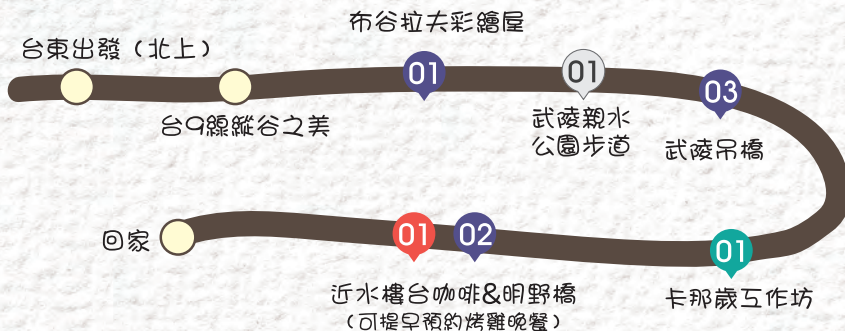 布谷拉夫彩繪屋
台東出發（北上）
01
01
03
台9線縱谷之美
武陵親水
公園步道
武陵吊橋
回家
01
02
01
近水樓台咖啡&明野橋
（可提早預約烤雞晚餐）
卡那歲工作坊